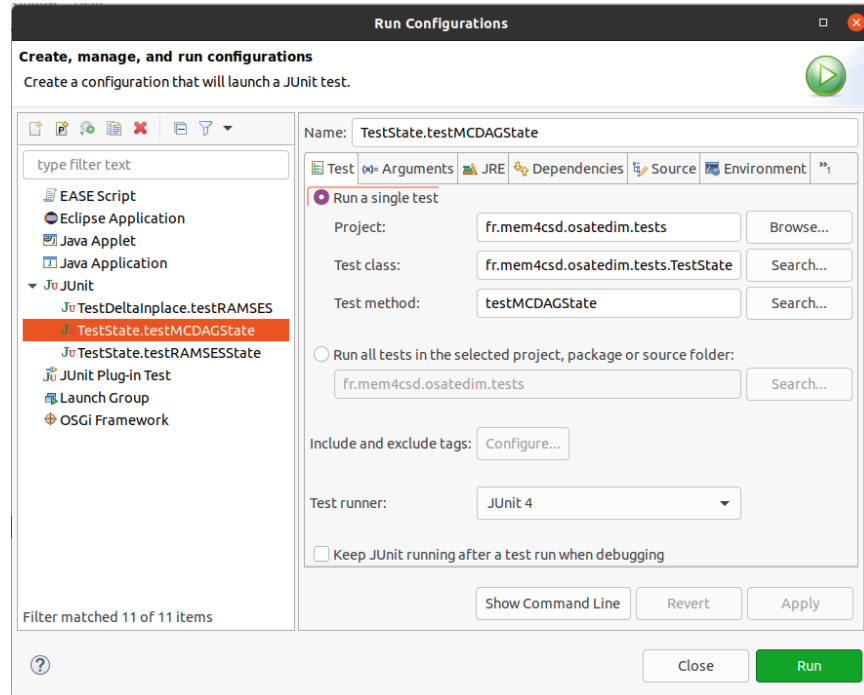 Run Configurations
Create, manage, and run configurations
Create a configuration that will launch a JUnit test.
type filter text
EASE Script
Eclipse Application
Java Applet
Java Application
JUnit
TestDeltaInplace.testRAMSES
TestState.testMCDAGState
TestState.testRAMSESState
JUnit Plug-in Test
Launch Group
OSGi Framework
Filter matched 11 of 11 items
Name: TestState.testMCDAGState
Test (x)= Arguments JRE Dependencies Source Environment »1
Run a single test
Project: fr.mem4csd.osatedim.tests Browse...
Test class: fr.mem4csd.osatedim.tests.TestState Search...
Test method: testMCDAGState Search...
Run all tests in the selected project, package or source folder:
fr.mem4csd.osatedim.tests Search...
Include and exclude tags: Configure...
Test runner: JUnit 4
Keep JUnit running after a test run when debugging
Show Command Line Revert Apply
Close Run